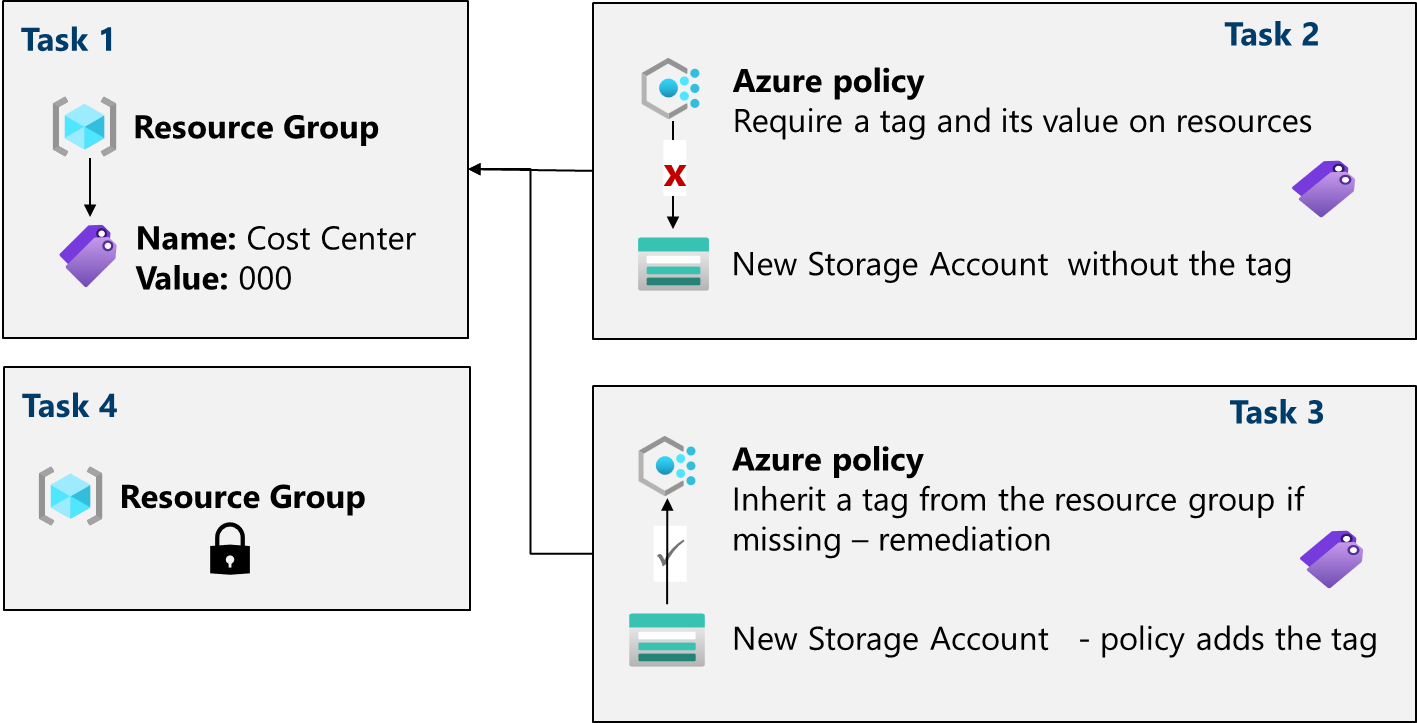 Task 1
Resource Group
Name: Cost Center
Value: 000
Task 2
Azure policy
Require a tag and its value on resources
x
New Storage Account  without the tag
Task 4
Resource Group
Task 3
Azure policy
Inherit a tag from the resource group if
missing – remediation
New Storage Account   - policy adds the tag